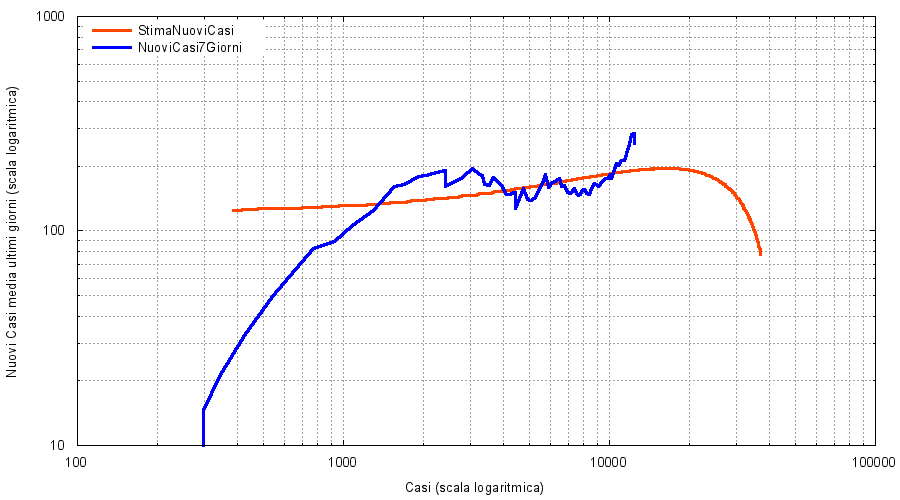 1000
StimaNuoviCasi
NuoviCasi7Giorni
Nuovi Casi media ultimi giorni (scala logaritmica)
100
10
100 1000 10000 100000
Casi (scala logaritmica)